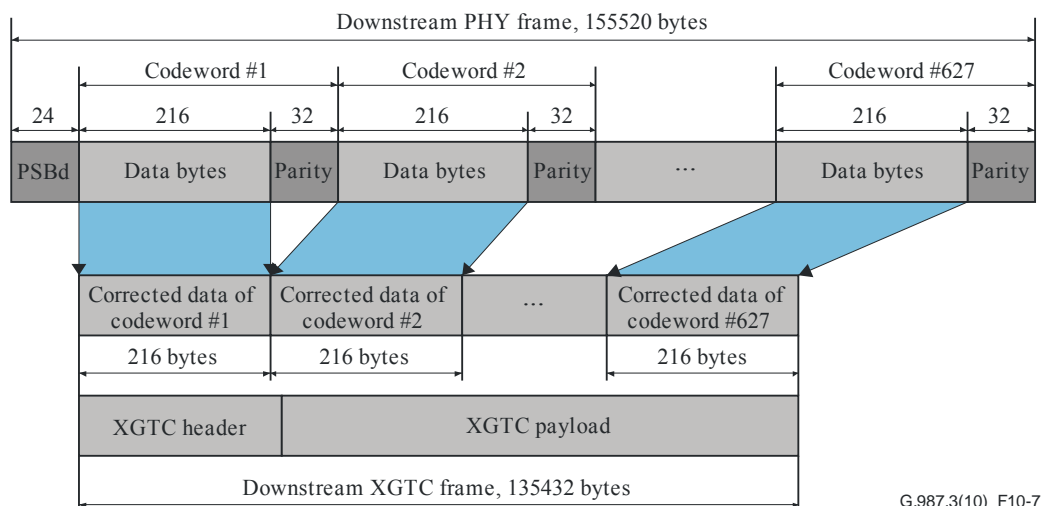 Downstream PHY frame, 155520 bytes
Codeword #1 Codeword #2 Codeword #627
24 216 32 216 32 216 32
PSBd Data bytes Parity Data bytes Parity ... Data bytes Parity
Corrected data of Corrected data of ... Corrected data of
codeword #1 codeword #2 codeword #627
216 bytes 216 bytes 216 bytes
XGTC header XGTC payload
Downstream XGTC frame, 135432 bytes
G.987.3(10)_F10-7